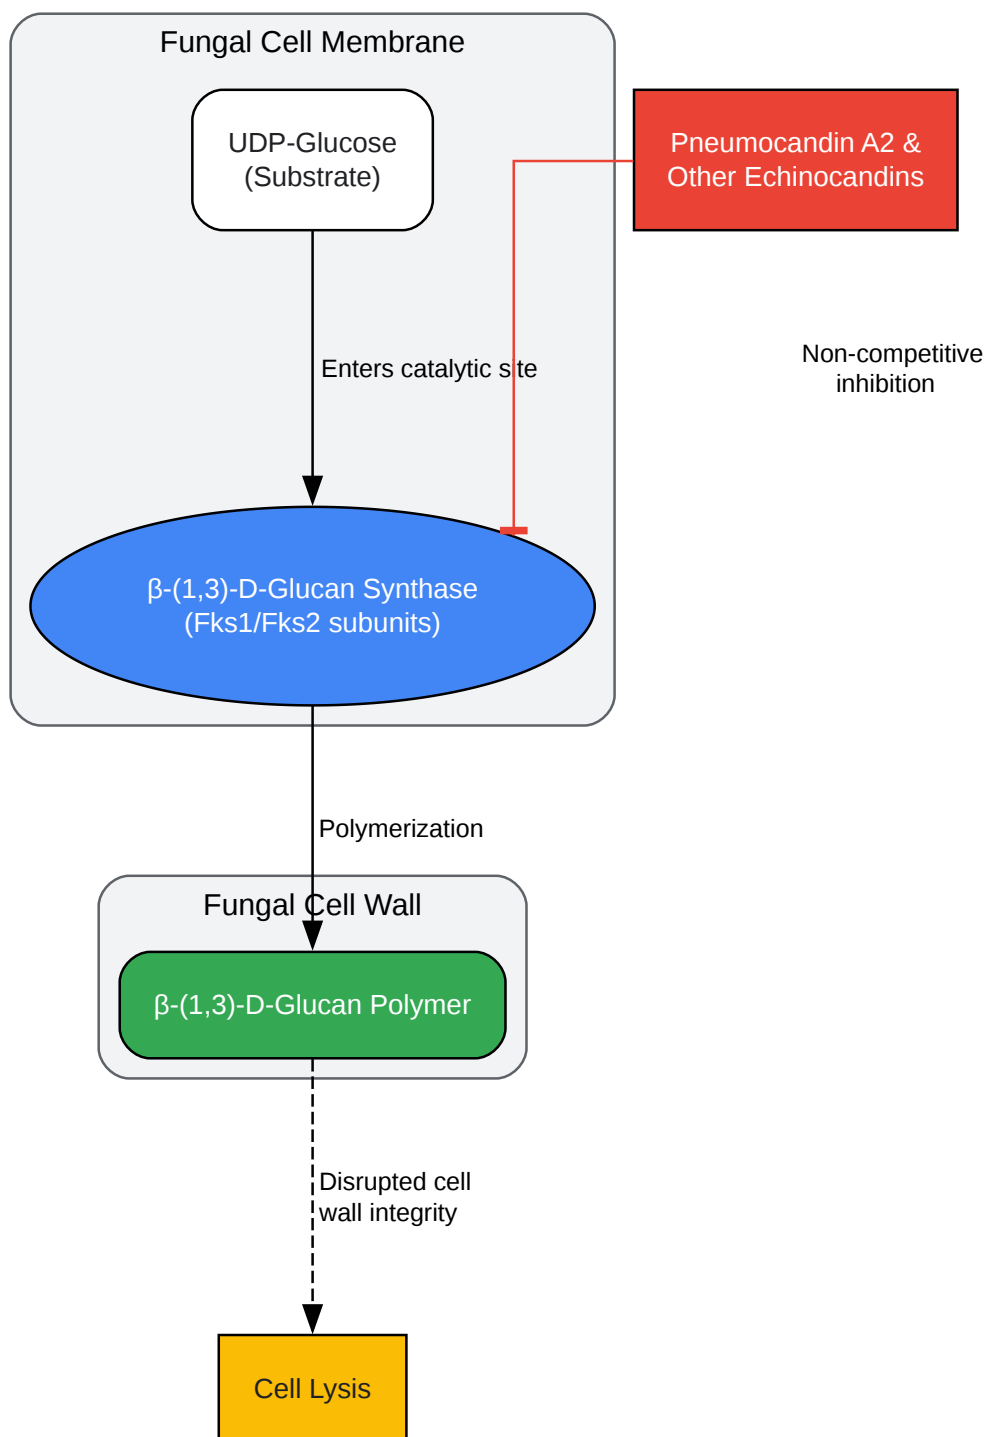 Fungal Cell Membrane
UDP-Glucose
(Substrate)
Pneumocandin A2 &
Other Echinocandins
Enters catalytic site
Non-competitive
inhibition
β-(1,3)-D-Glucan Synthase
(Fks1/Fks2 subunits)
Polymerization
Fungal Cell Wall
β-(1,3)-D-Glucan Polymer
Disrupted cell
wall integrity
Cell Lysis